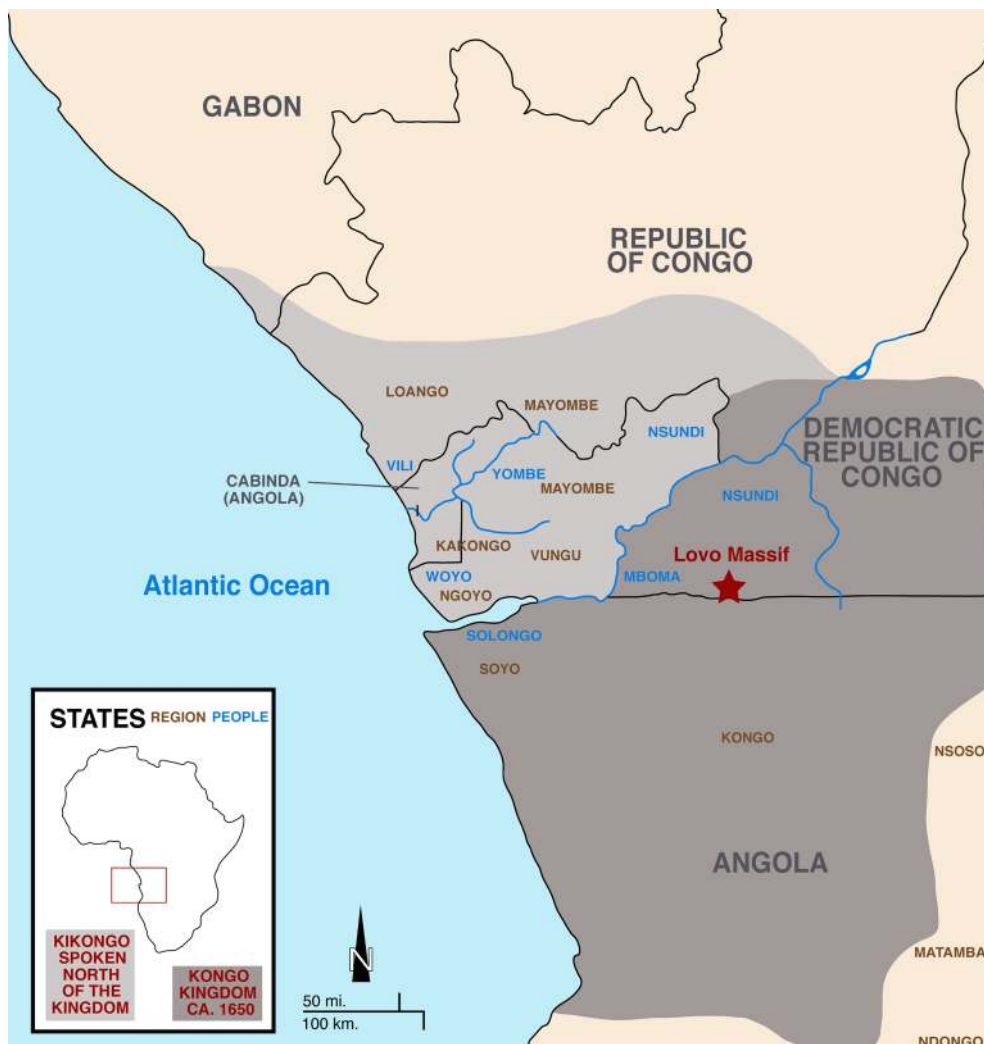 GABON
REPUBLIC
OF CONGO
LOANGO
MAYOMBE
NSUNDI
DEMOCRATIC
REPUBLIC OF
CONGO
VILI
YOMBE
CABINDA
(ANGOLA)
MAYOMBE
NSUNDI
KAKONGO
VUNGU
Lovo Massif
Atlantic Ocean
WOYO
MBOMA
NGOYO
SOLONGO
SOYO
KONGO
NSOSO
ANGOLA
MATAMBA
NDONGO
STATES REGION PEOPLE
KIKONGO
SPOKEN
NORTH
OF THE
KINGDOM
KONGO
KINGDOM
CA. 1650
N
50 mi.
100 km.